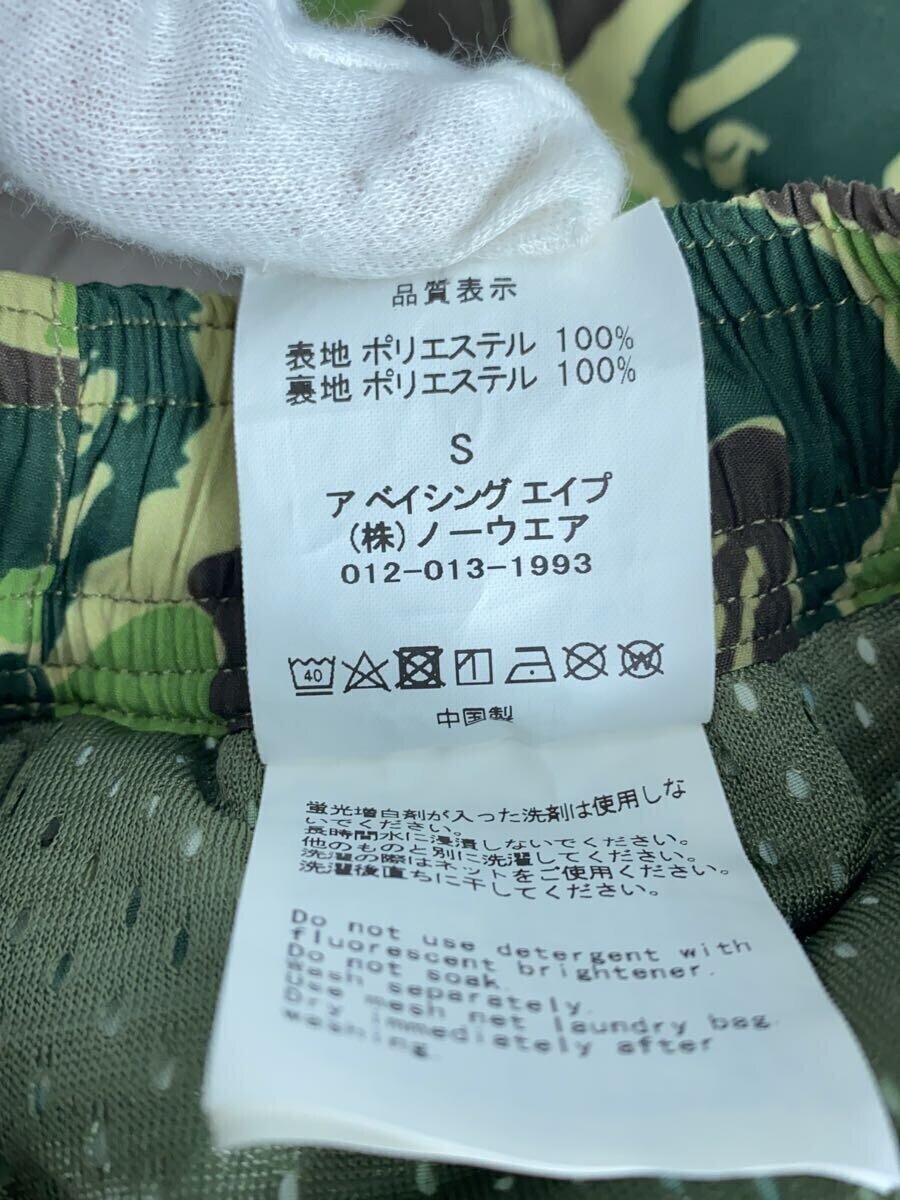 品質表示
表地 ポリエステル 100%
裏地 ポリエステル 100%
S
ア ベイシング エイプ
(株)ノーウエア
012-013-1993
40
中国製
蛍光増白剤が入った洗剤は使用しな
いでください。
長時間水に浸漬しないでください。
他のものと別に洗濯してください。
洗濯の際はネットをご使用ください。
洗濯後直ちに干してください。
Do not use detergent with
fluorescent brightener.
Do not soak.
Wash separately.
Use mesh net laundry bag.
Dry immediately after
washing.